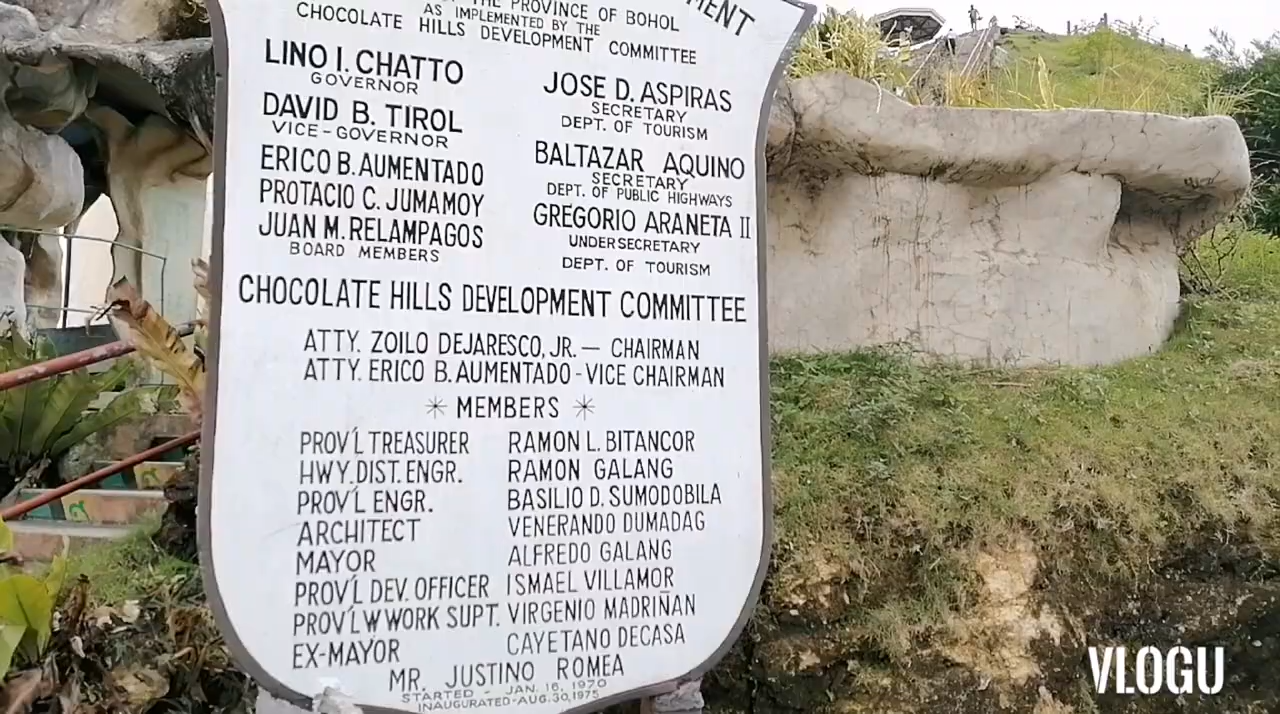 MENT
THE PROVINCE OF BOHOL
AS IMPLEMENTED BY THE
CHOCOLATE HILLS DEVELOPMENT COMMITTEE
LINO I. CHATTO
GOVERNOR
DAVID B. TIROL
VICE-GOVERNOR
ERICO B. AUMENTADO
PROTACIO C. JUMAMOY
JUAN M. RELAMPAGOS
BOARD MEMBERS
JOSE D. ASPIRAS
SECRETARY
DEPT. OF TOURISM
BALTAZAR AQUINO
SECRETARY
DEPT. OF PUBLIC HIGHWAYS
GREGORIO ARANETA II
UNDERSECRETARY
DEPT. OF TOURISM
CHOCOLATE HILLS DEVELOPMENT COMMITTEE
ATTY. ZOILO DEJARESCO, JR. — CHAIRMAN
ATTY. ERICO B. AUMENTADO - VICE CHAIRMAN
✳ MEMBERS ✳
PROV'L TREASURER RAMON L. BITANCOR
HWY. DIST. ENGR. RAMON GALANG
PROV'L ENGR. BASILIO D. SUMODOBILA
ARCHITECT VENERANDO DUMADAG
MAYOR ALFREDO GALANG
PROV'L DEV. OFFICER ISMAEL VILLAMOR
PROV'L W WORK SUPT. VIRGENIO MADRIÑAN
EX-MAYOR CAYETANO DECASA
MR. JUSTINO ROMEA
STARTED - JAN. 16, 1970
INAUGURATED - AUG. 30, 1975
VLOGU